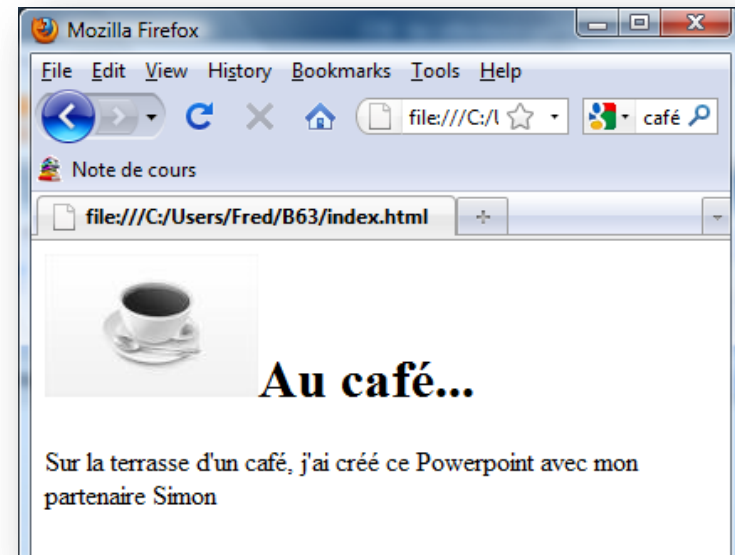 Mozilla Firefox
File Edit View History Bookmarks Tools Help
file:///C:/U café
Note de cours
file:///C:/Users/Fred/B63/index.html
Au café...
Sur la terrasse d'un café, j'ai créé ce Powerpoint avec mon
partenaire Simon